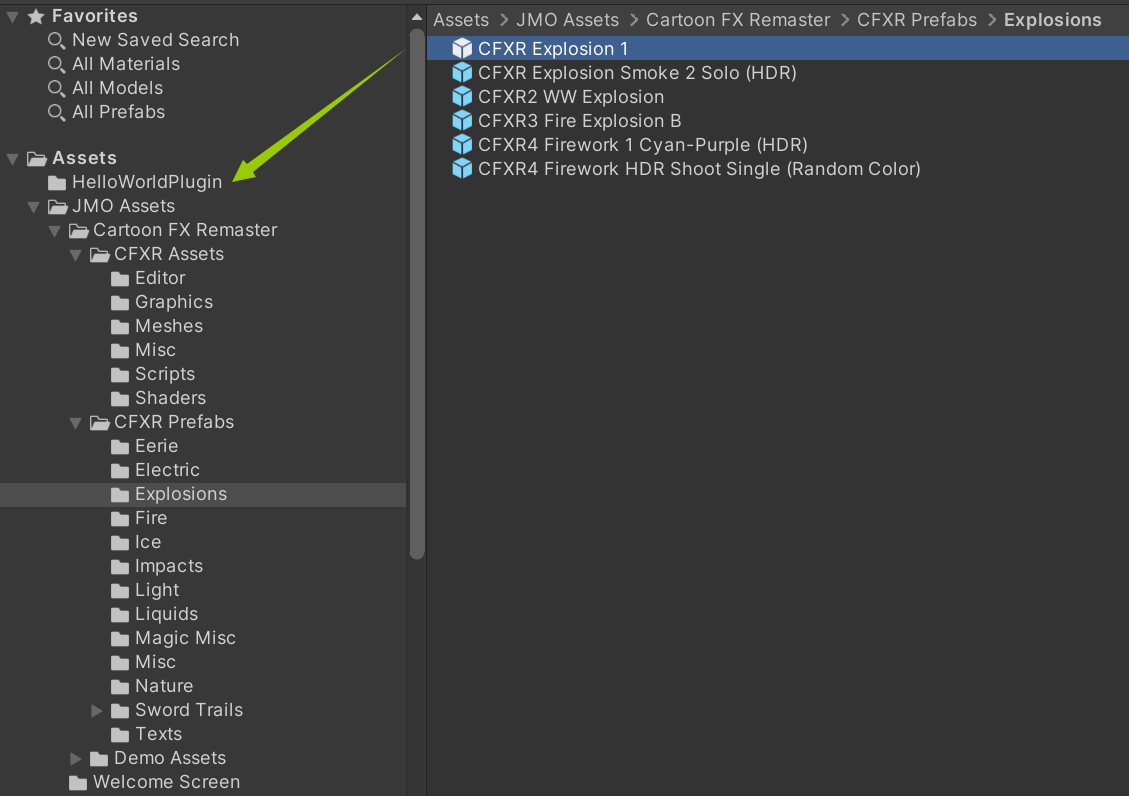 Favorites
New Saved Search
All Materials
All Models
All Prefabs
Assets
HelloWorldPlugin
JMO Assets
Cartoon FX Remaster
CFXR Assets
Editor
Graphics
Meshes
Misc
Scripts
Shaders
CFXR Prefabs
Eerie
Electric
Explosions
Fire
Ice
Impacts
Light
Liquids
Magic Misc
Misc
Nature
Sword Trails
Texts
Demo Assets
Welcome Screen
Assets > JMO Assets > Cartoon FX Remaster > CFXR Prefabs > Explosions
CFXR Explosion 1
CFXR Explosion Smoke 2 Solo (HDR)
CFXR2 WW Explosion
CFXR3 Fire Explosion B
CFXR4 Firework 1 Cyan-Purple (HDR)
CFXR4 Firework HDR Shoot Single (Random Color)